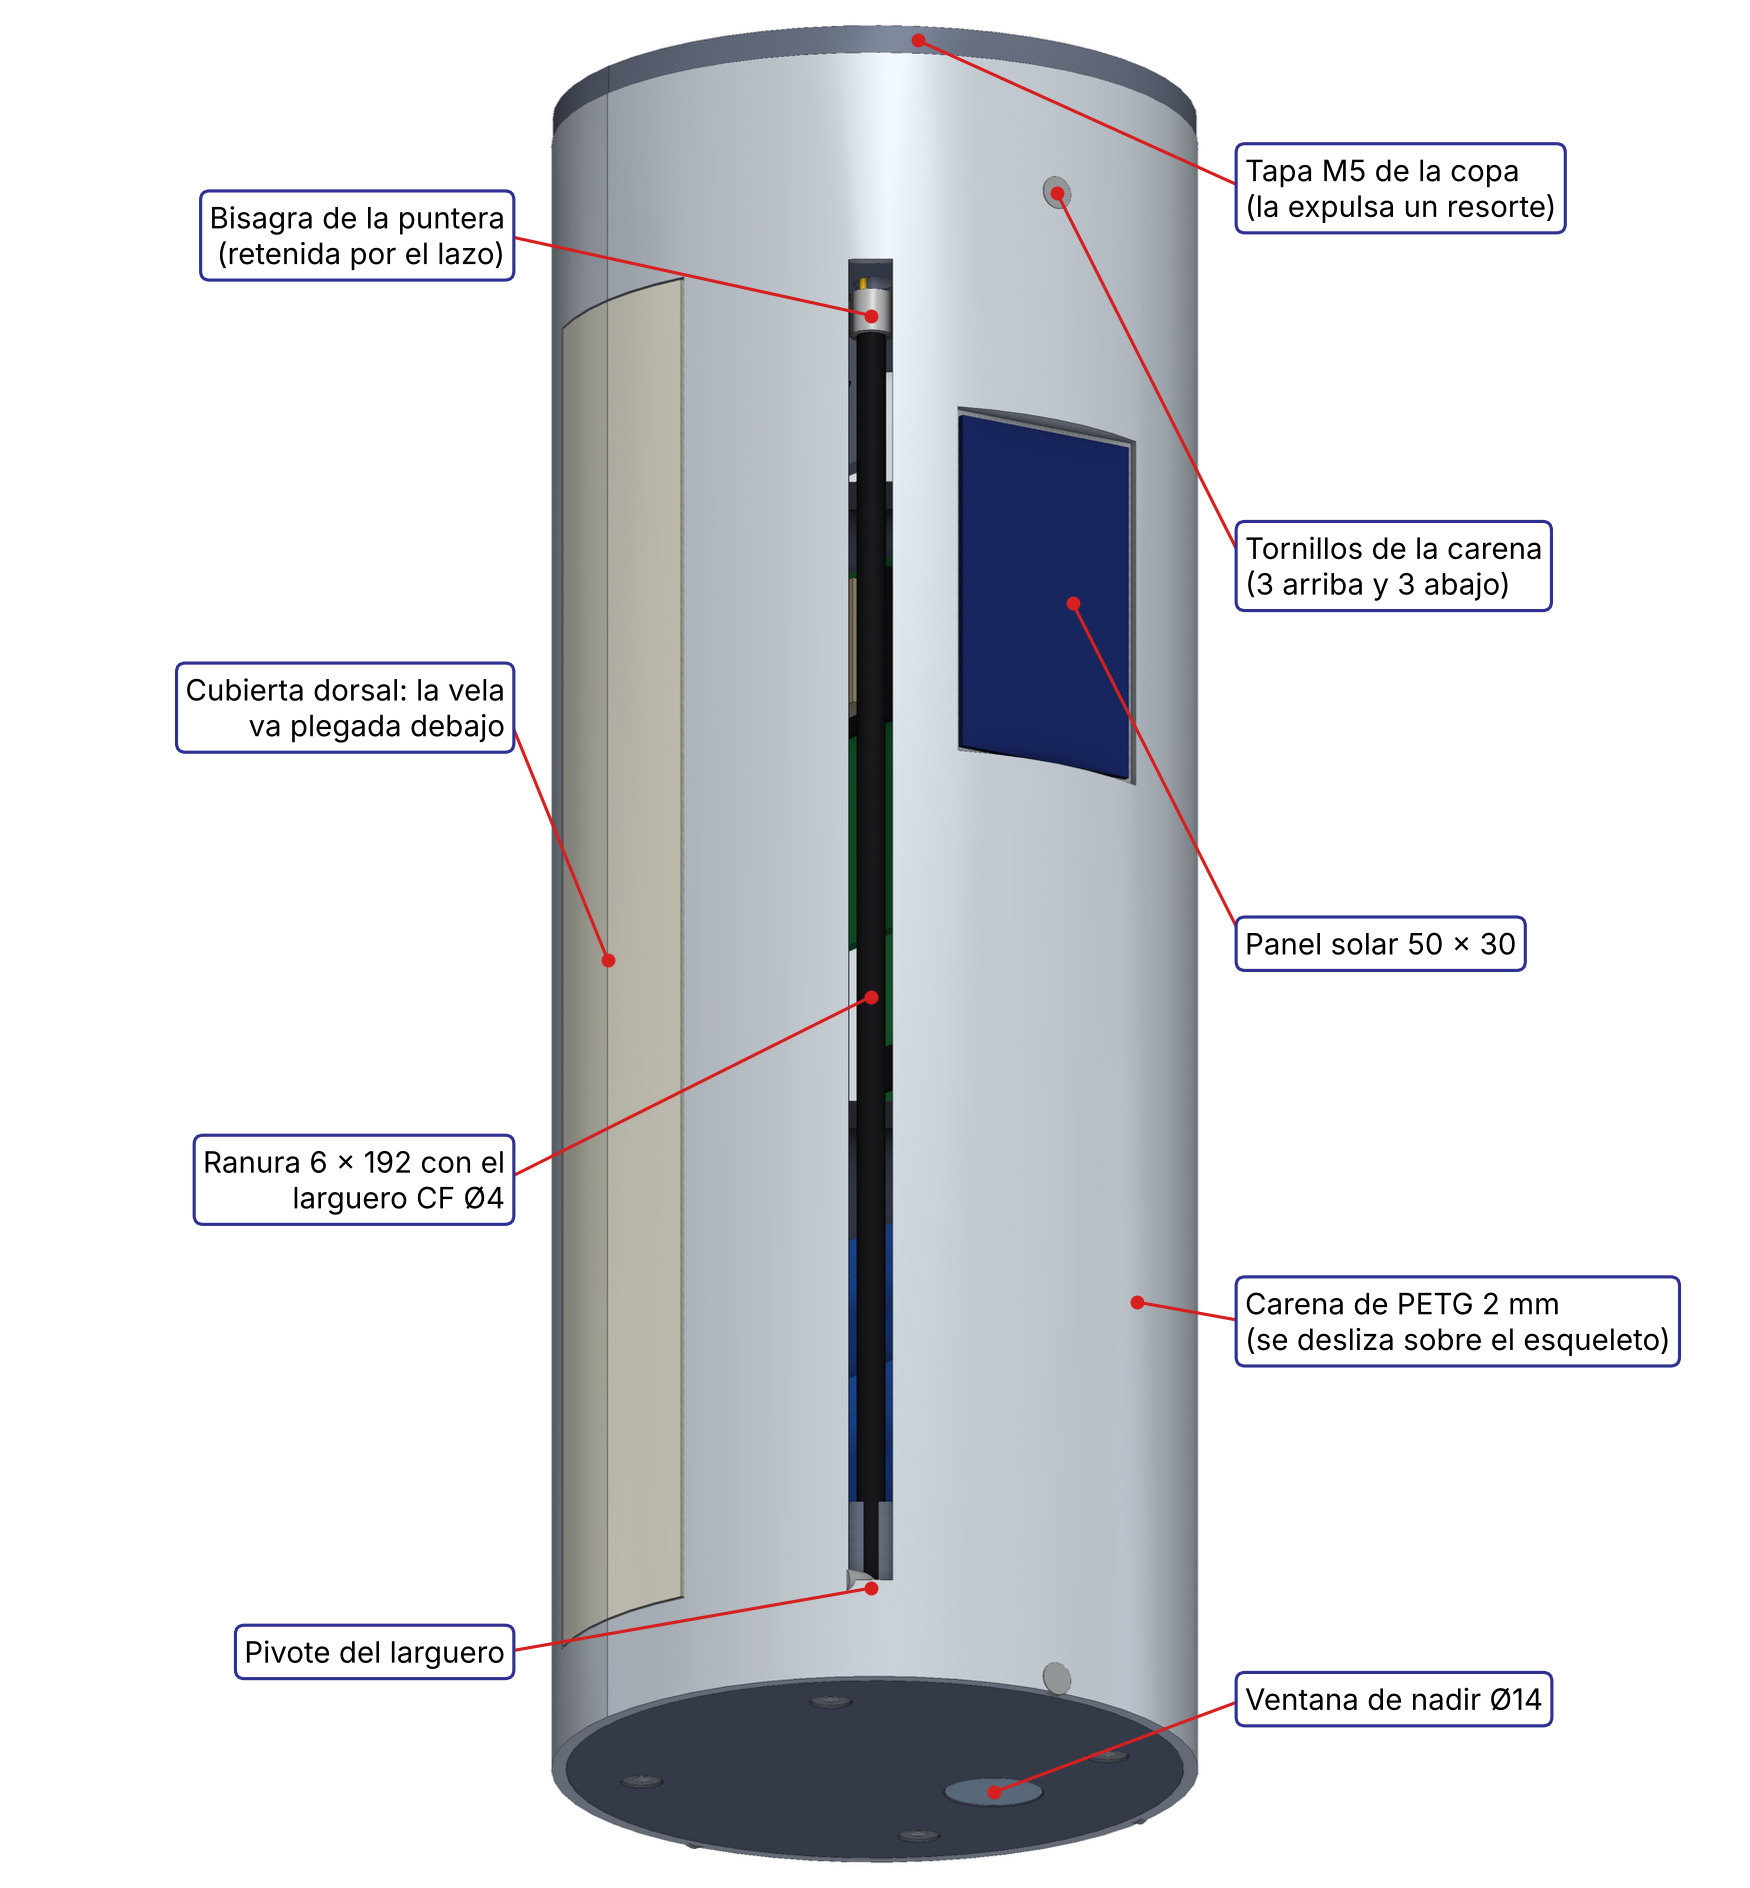 Tapa M5 de la copa
(la expulsa un resorte)
Bisagra de la puntera
(retenida por el lazo)
Tornillos de la carena
(3 arriba y 3 abajo)
Cubierta dorsal: la vela
va plegada debajo
Panel solar 50 × 30
Ranura 6 × 192 con el
larguero CF Ø4
Carena de PETG 2 mm
(se desliza sobre el esqueleto)
Pivote del larguero
Ventana de nadir Ø14